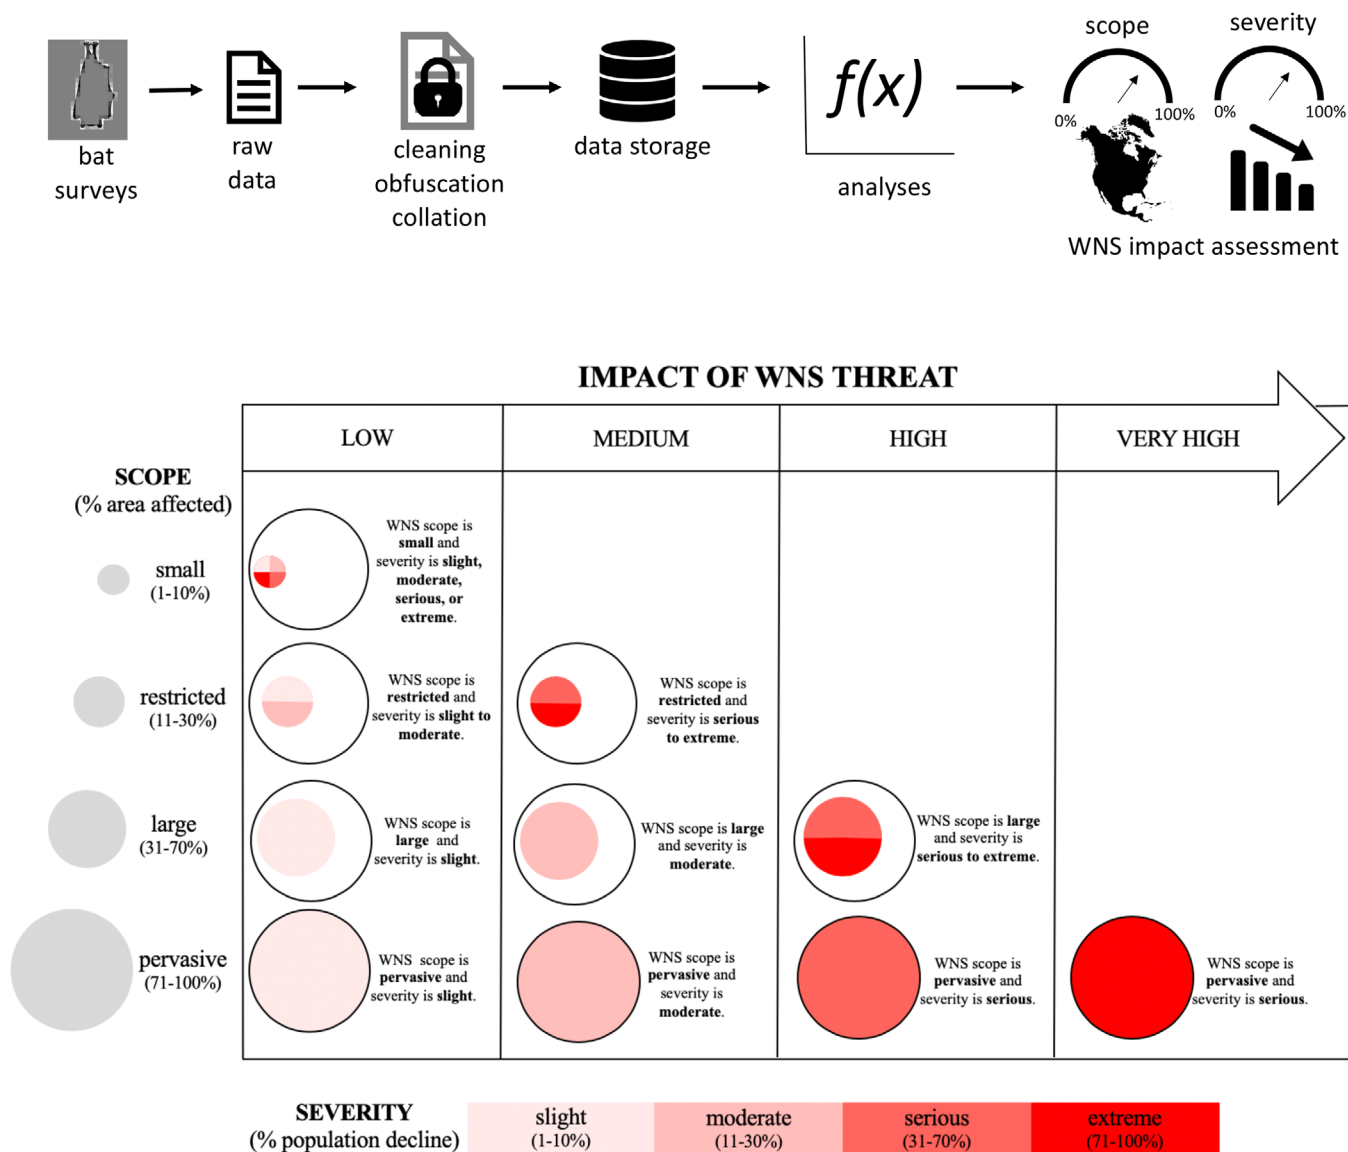 scope
severity
0%
100%
0%
100%
bat
surveys
raw
data
cleaning
obfuscation
collation
data storage
f(x)
analyses
WNS impact assessment
IMPACT OF WNS THREAT
LOW
MEDIUM
HIGH
VERY HIGH
SCOPE
(% area affected)
small
(1-10%)
WNS scope is
small and
severity is slight,
moderate,
serious, or
extreme.
restricted
(11-30%)
WNS scope is
restricted and
severity is slight to
moderate.
WNS scope is
restricted and
severity is serious
to extreme.
large
(31-70%)
WNS scope is
large and
severity is slight.
WNS scope is large
and severity is
moderate.
WNS scope is large
and severity is
serious to extreme.
pervasive
(71-100%)
WNS scope is
pervasive and
severity is slight.
WNS scope is
pervasive and
severity is
moderate.
WNS scope is
pervasive and
severity is serious.
WNS scope is
pervasive and
severity is serious.
SEVERITY
(% population decline)
slight
(1-10%)
moderate
(11-30%)
serious
(31-70%)
extreme
(71-100%)